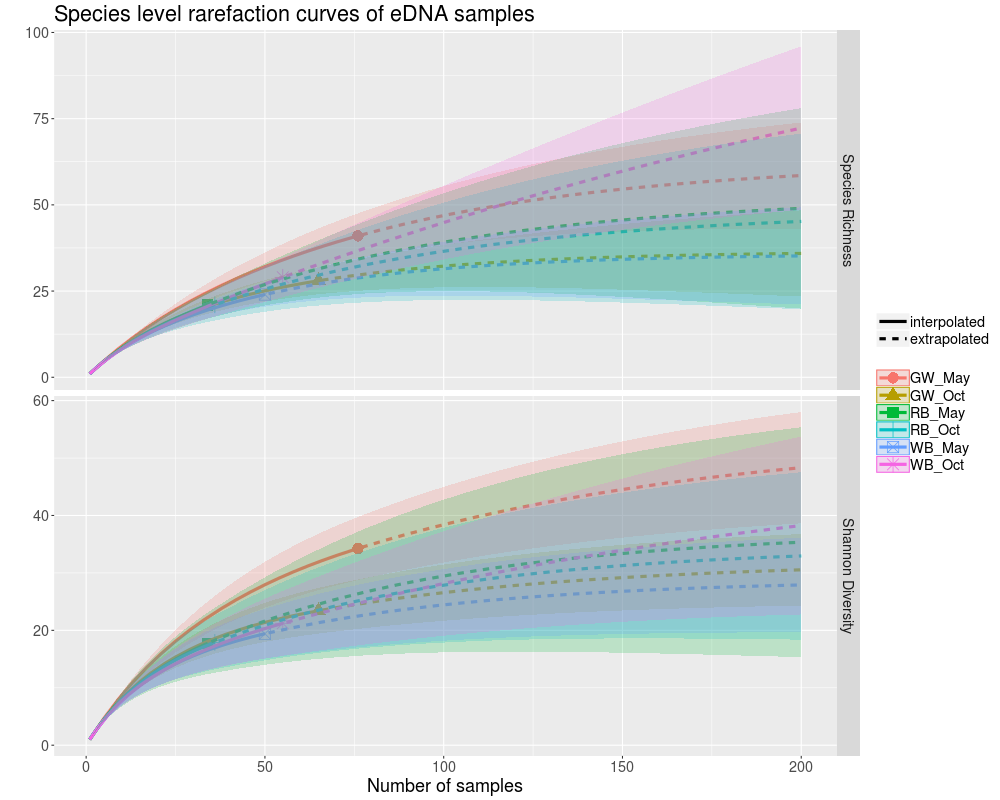 Species level rarefaction curves of eDNA samples
100
75
50
25
0
Species Richness
60
40
20
0
Shannon Diversity
0 50 100 150 200
Number of samples
interpolated
extrapolated
GW_May
GW_Oct
RB_May
RB_Oct
WB_May
WB_Oct